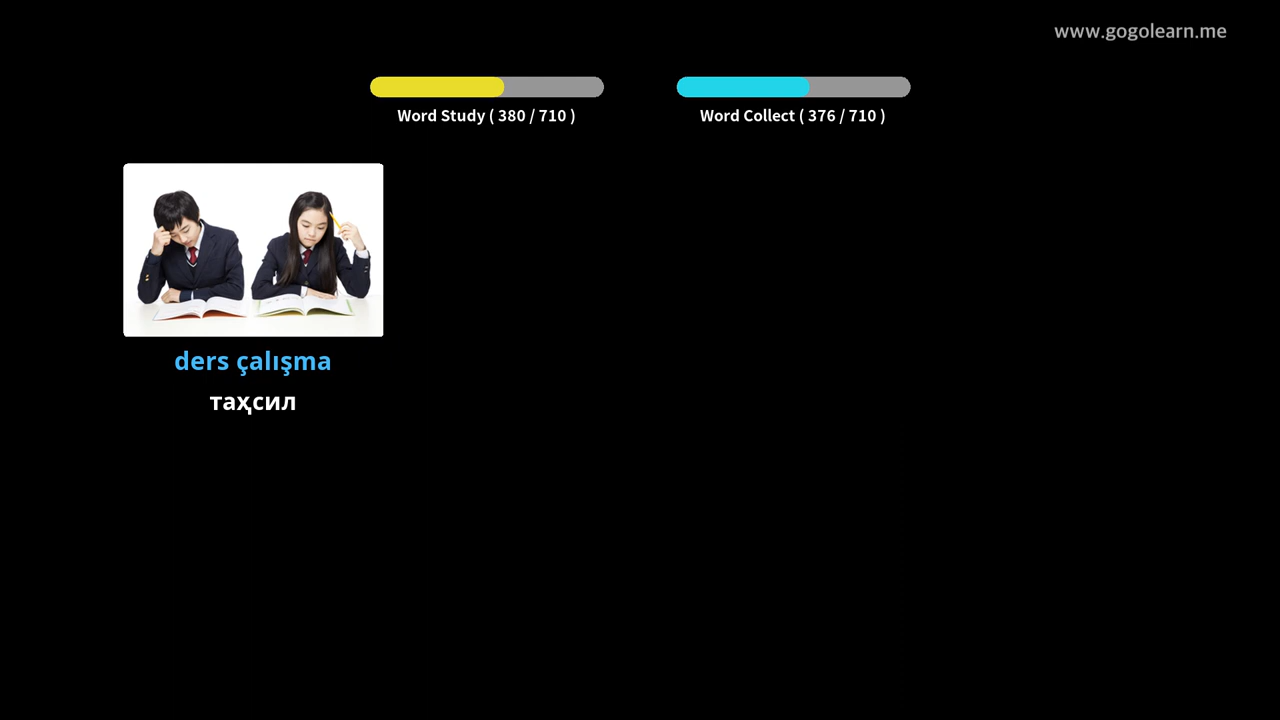 www.gogolearn.me
Word Study ( 380 / 710 )
Word Collect ( 376 / 710 )
ders çalışma
таҳсил